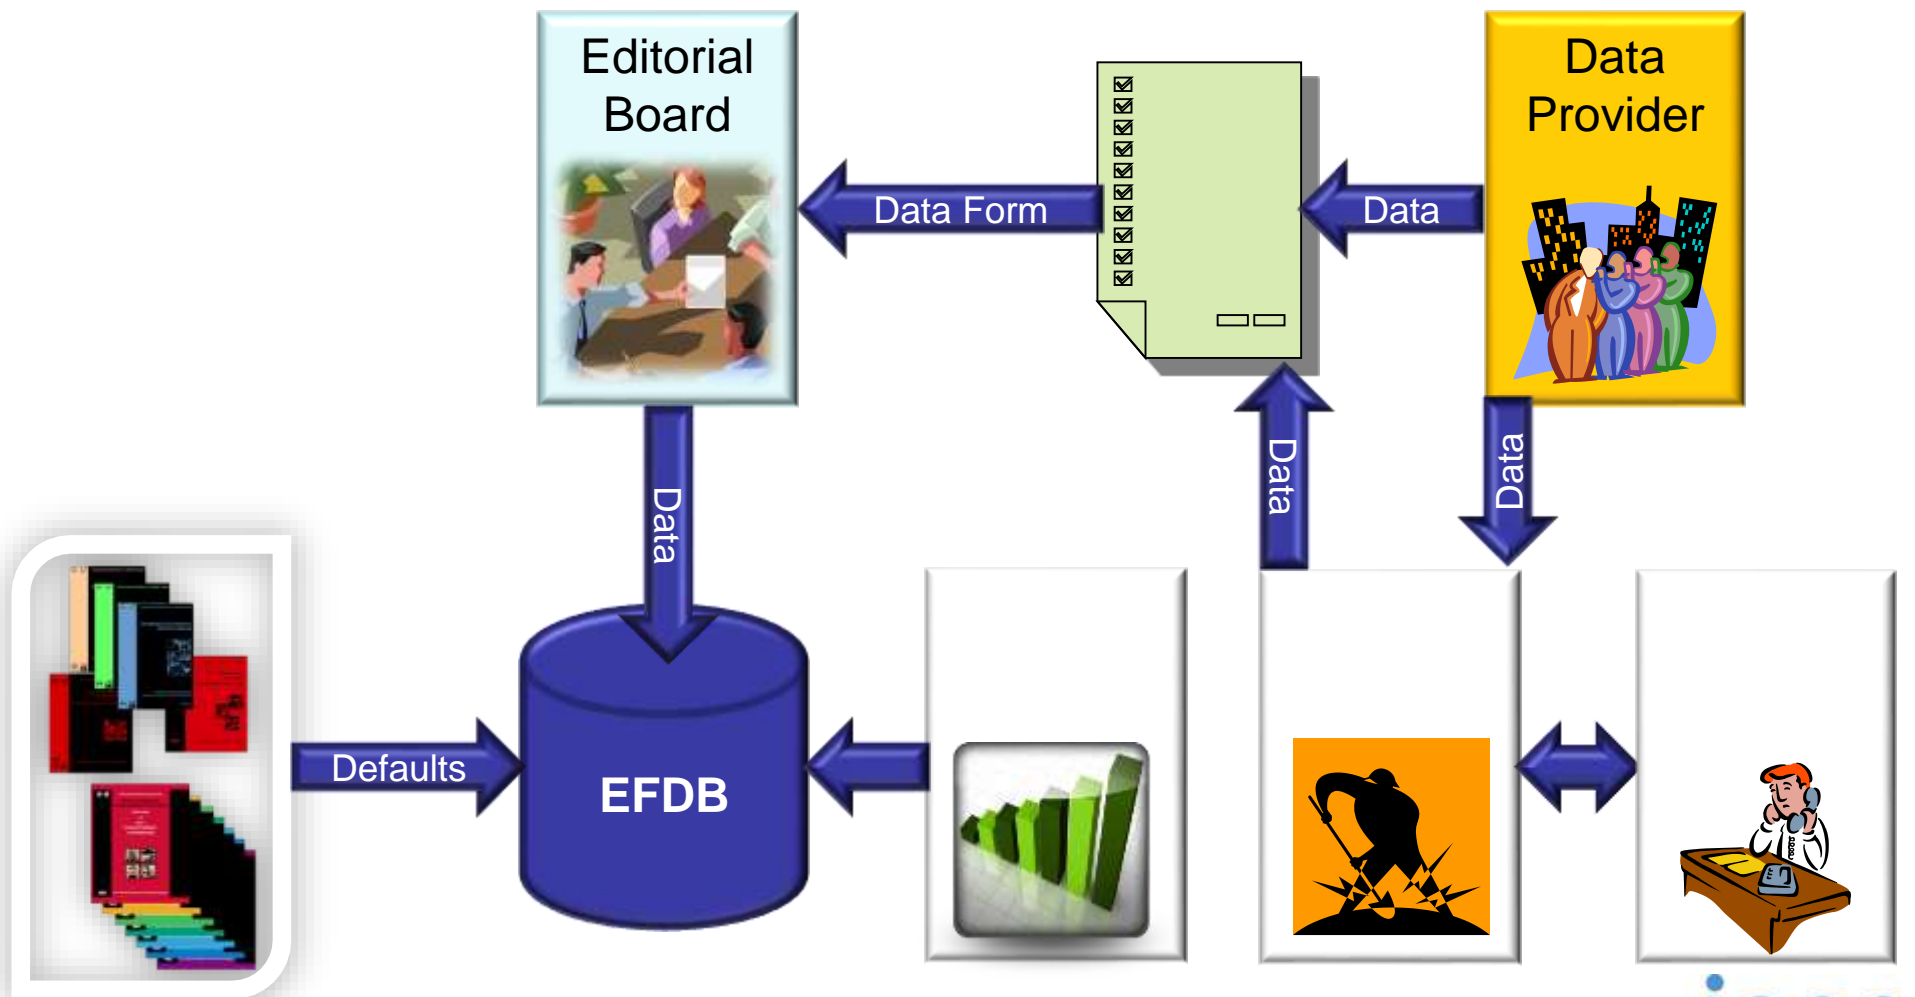 Editorial
Board
Data
Provider
Data Form
Data
Data
Data
Data
Defaults
EFDB